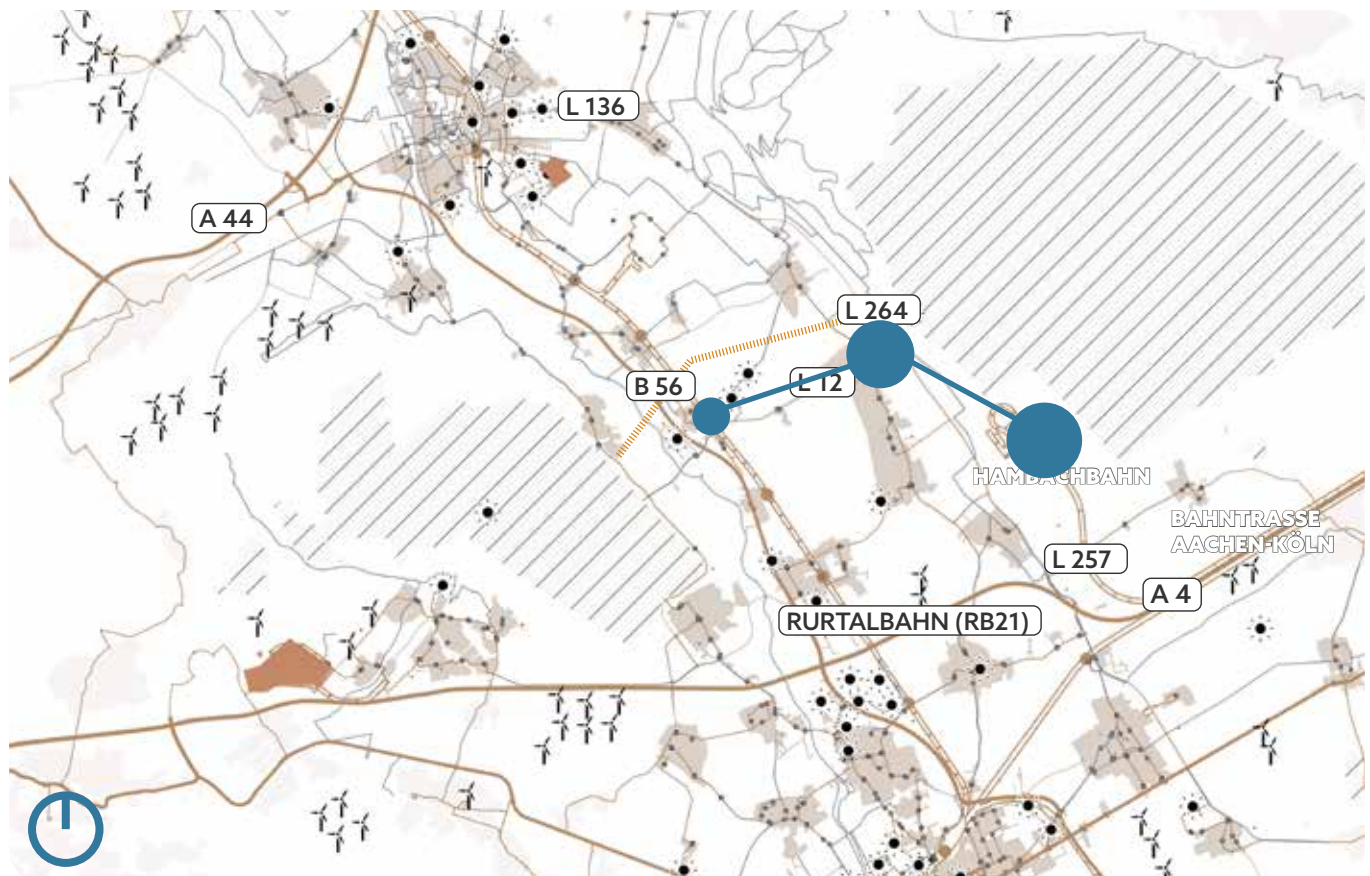 L 136
A 44
L 264
B 56
L 12
HAMBACHBAHN
BAHNTRASSE
AACHEN-KÖLN
L 257
A 4
RURTALBAHN (RB21)